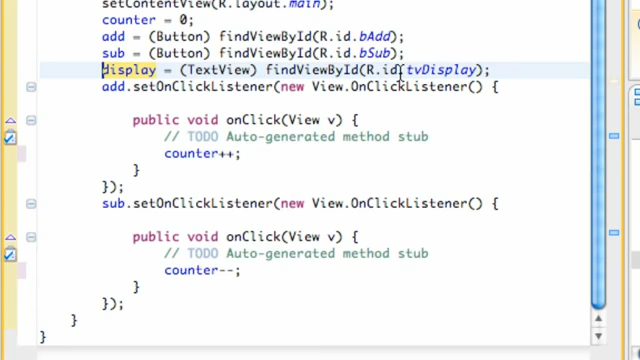 setContentView(R.layout.main);
counter = 0;
add = (Button) findViewById(R.id.bAdd);
sub = (Button) findViewById(R.id.bSub);
display = (TextView) findViewById(R.id.tvDisplay);
add.setOnClickListener(new View.OnClickListener() {
public void onClick(View v) {
// TODO Auto-generated method stub
counter++;
}
});
sub.setOnClickListener(new View.OnClickListener() {
public void onClick(View v) {
// TODO Auto-generated method stub
counter--;
}
});
}
}